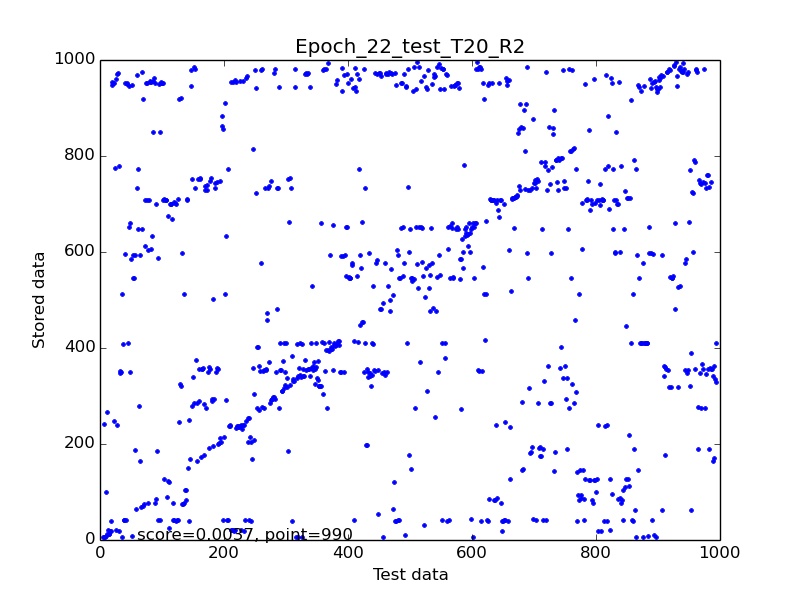 Epoch_22_test_T20_R2
1000
800
600
400
200
0
Stored data
score=0.0037, point=990
0 200 400 600 800 1000
Test data